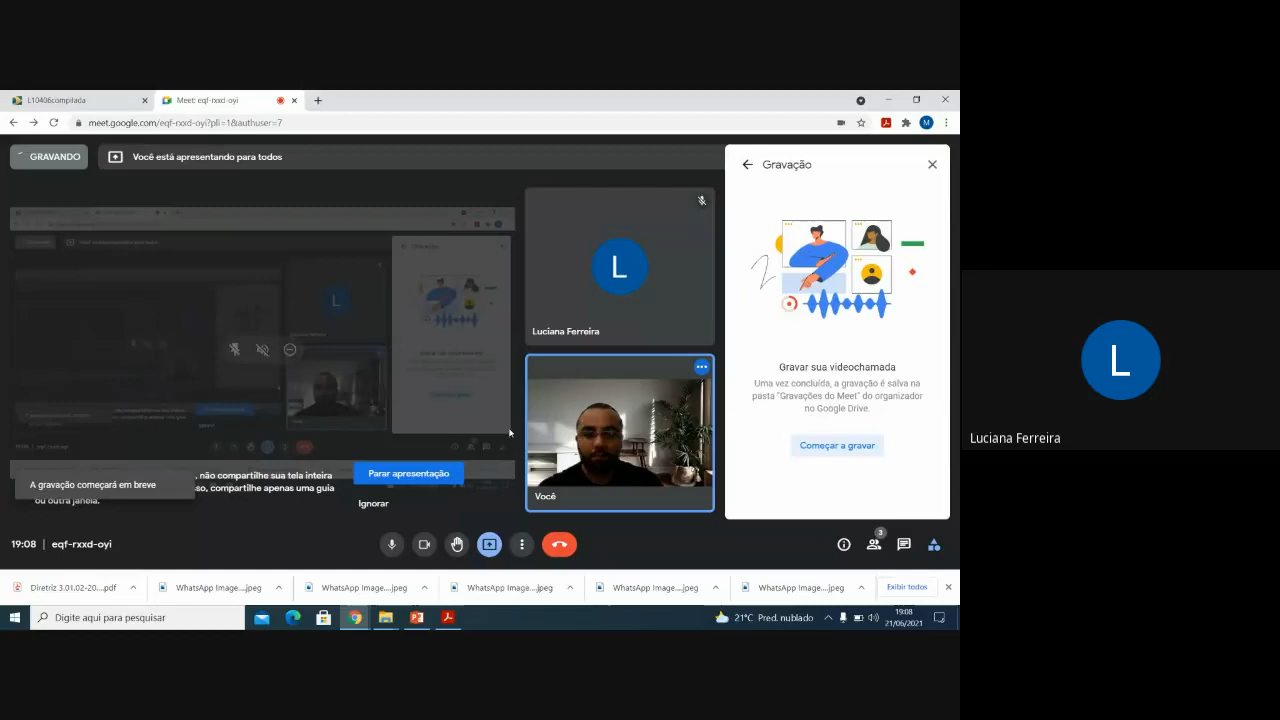 L10406compilada
Meet: eqf-rxxd-oyi
meet.google.com/eqf-rxxd-oyi?pli=1&authuser=7
M
GRAVANDO
Você está apresentando para todos
Gravação
L
Luciana Ferreira
Você
Gravar sua videochamada
Uma vez concluída, a gravação é salva na
pasta "Gravações do Meet" do organizador
no Google Drive.
Começar a gravar
, não compartilhe sua tela inteira
so, compartilhe apenas uma guia
ou outra janela.
A gravação começará em breve
Parar apresentação
Ignorar
19:08 | eqf-rxxd-oyi
3
Diretriz 3.01.02-20....pdf
WhatsApp Image....jpeg
WhatsApp Image....jpeg
WhatsApp Image....jpeg
WhatsApp Image....jpeg
WhatsApp Image....jpeg
Exibir todos
Digite aqui para pesquisar
21°C Pred. nublado
19:08
21/06/2021
L
Luciana Ferreira